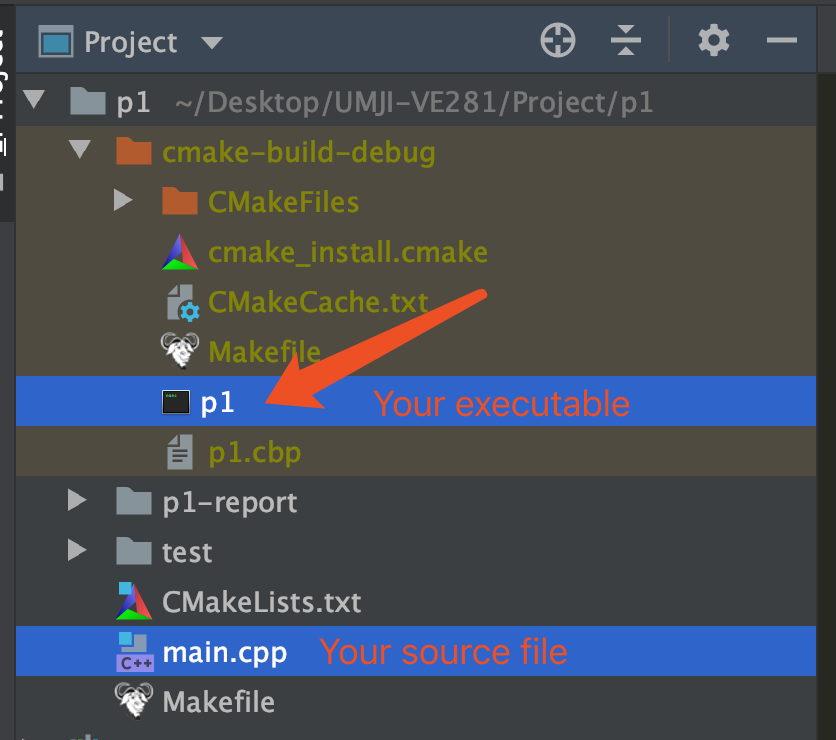 Project
p1 ~/Desktop/UMJI-VE281/Project/p1
cmake-build-debug
CMakeFiles
cmake_install.cmake
CMakeCache.txt
Makefile
p1 Your executable
p1.cbp
p1-report
test
CMakeLists.txt
main.cpp Your source file
C++
Makefile